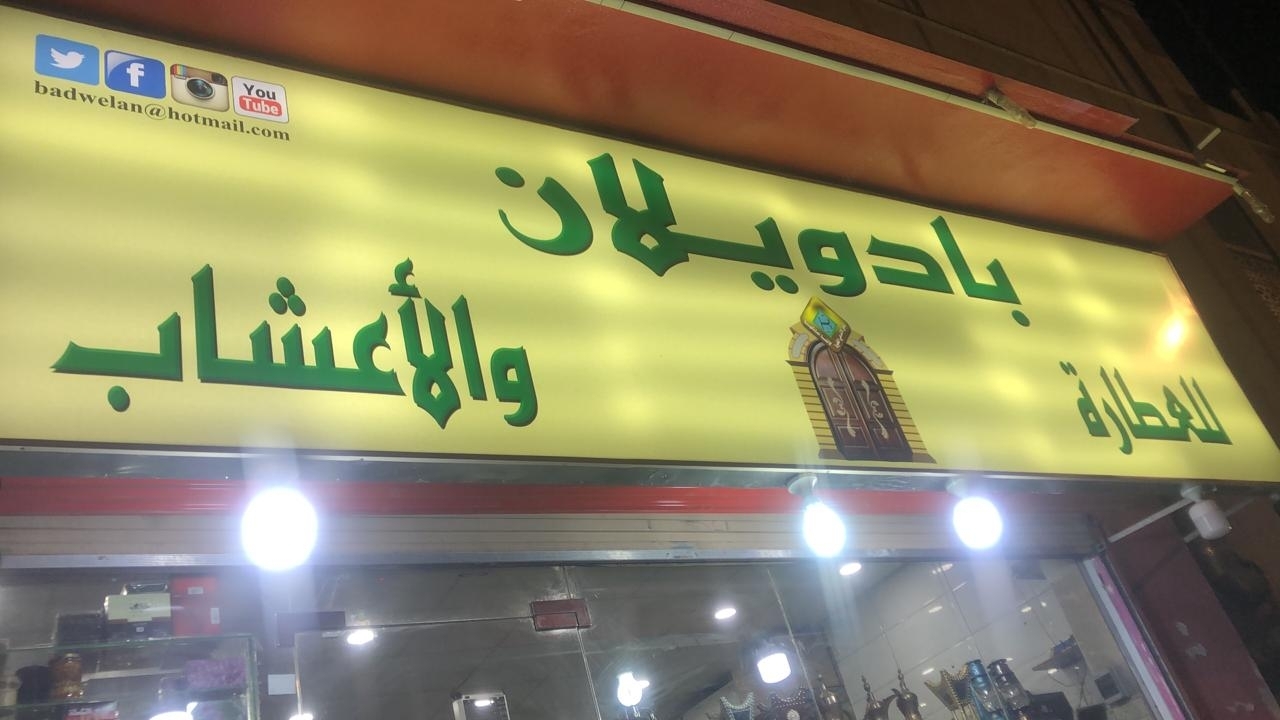 You Tube
badwelan@hotmail.com
بادويلان
للعطارة والأعشاب